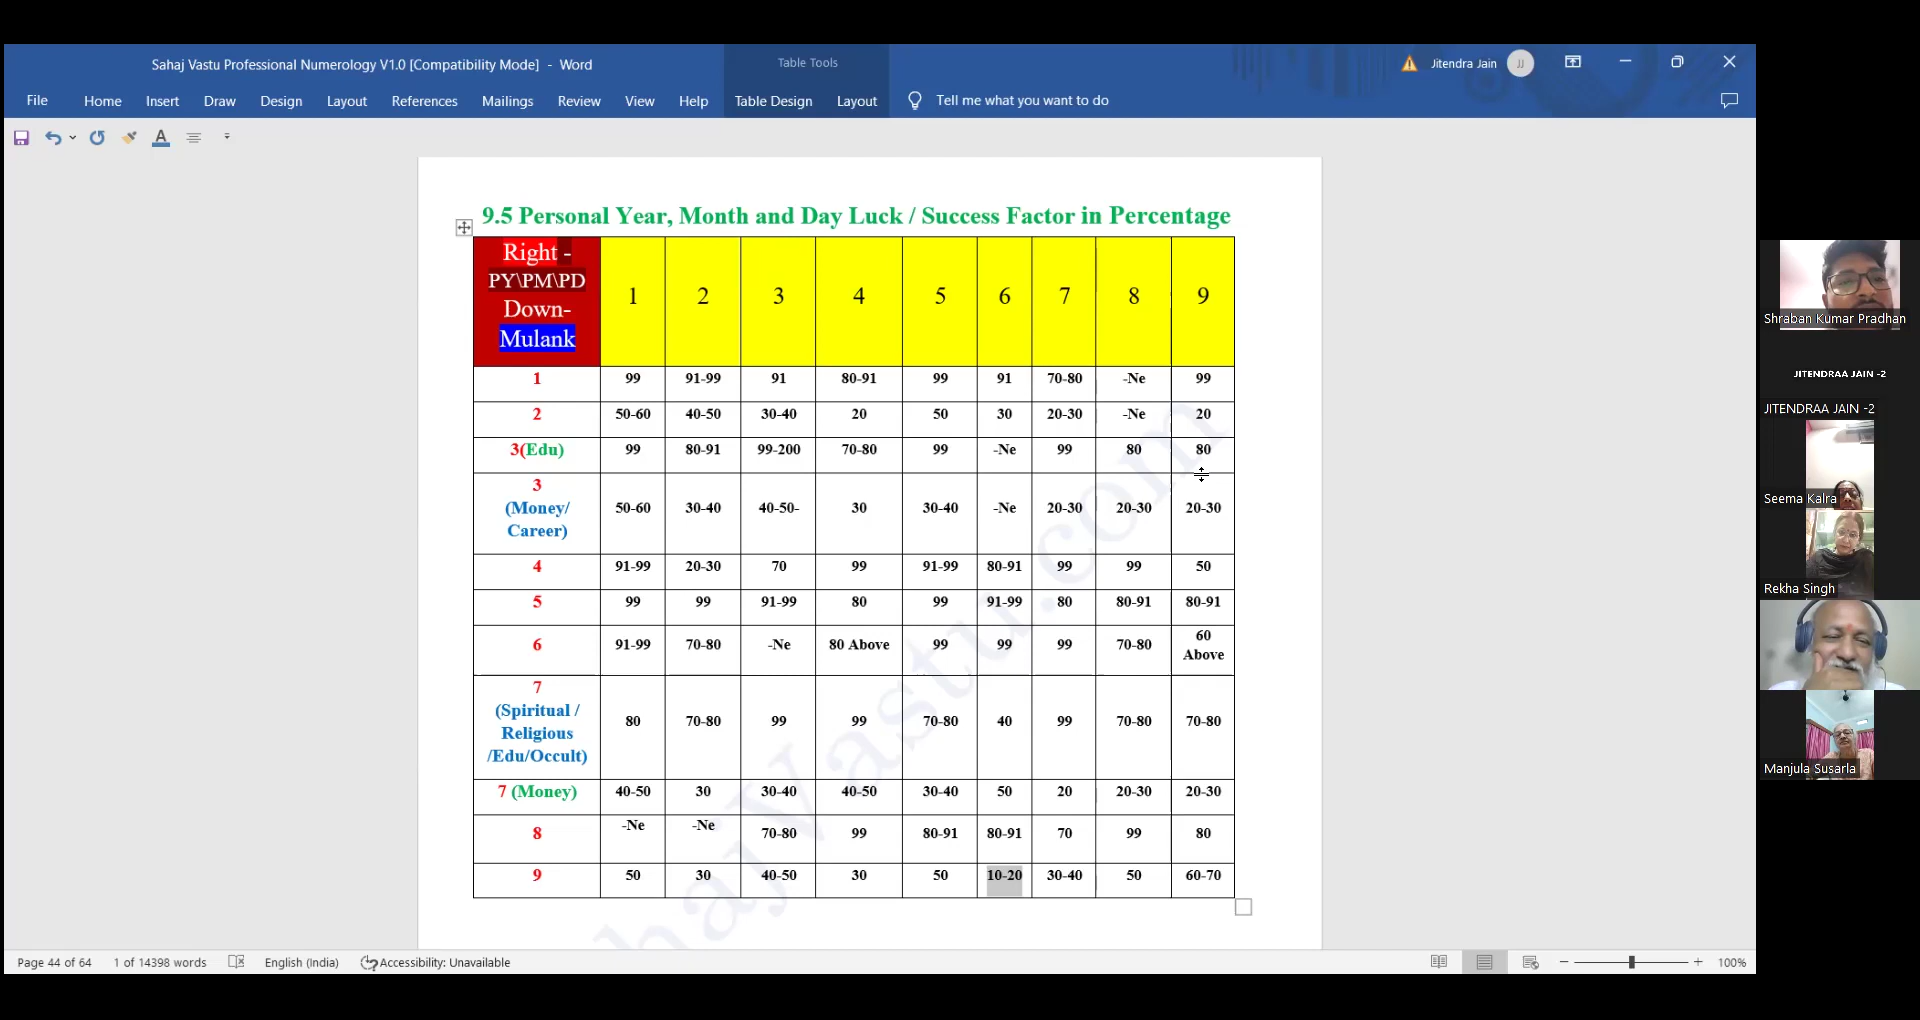 Sahaj Vastu Professional Numerology V1.0 [Compatibility Mode] - Word
Table Tools
Jitendra Jain
JJ
File Home Insert Draw Design Layout References Mailings Review View Help Table Design Layout Tell me what you want to do
9.5 Personal Year, Month and Day Luck / Success Factor in Percentage
Right -
PY\PM\PD
Down-
Mulank
1 2 3 4 5 6 7 8 9
1 99 91-99 91 80-91 99 91 70-80 -Ne 99
2 50-60 40-50 30-40 20 50 30 20-30 -Ne 20
3(Edu) 99 80-91 99-200 70-80 99 -Ne 99 80 80
3
(Money/
Career)
50-60 30-40 40-50- 30 30-40 -Ne 20-30 20-30 20-30
4 91-99 20-30 70 99 91-99 80-91 99 99 50
5 99 99 91-99 80 99 91-99 80 80-91 80-91
6 91-99 70-80 -Ne 80 Above 99 99 99 70-80 60
Above
7
(Spiritual /
Religious
/Edu/Occult)
80 70-80 99 99 70-80 40 99 70-80 70-80
7 (Money) 40-50 30 30-40 40-50 30-40 50 20 20-30 20-30
8 -Ne -Ne 70-80 99 80-91 80-91 70 99 80
9 50 30 40-50 30 50 10-20 30-40 50 60-70
hajVastu.com
Page 44 of 64 1 of 14398 words English (India) Accessibility: Unavailable 100%
Shraban Kumar Pradhan
JITENDRAA JAIN -2
JITENDRAA JAIN -2
Seema Kalra
Rekha Singh
Manjula Susarla